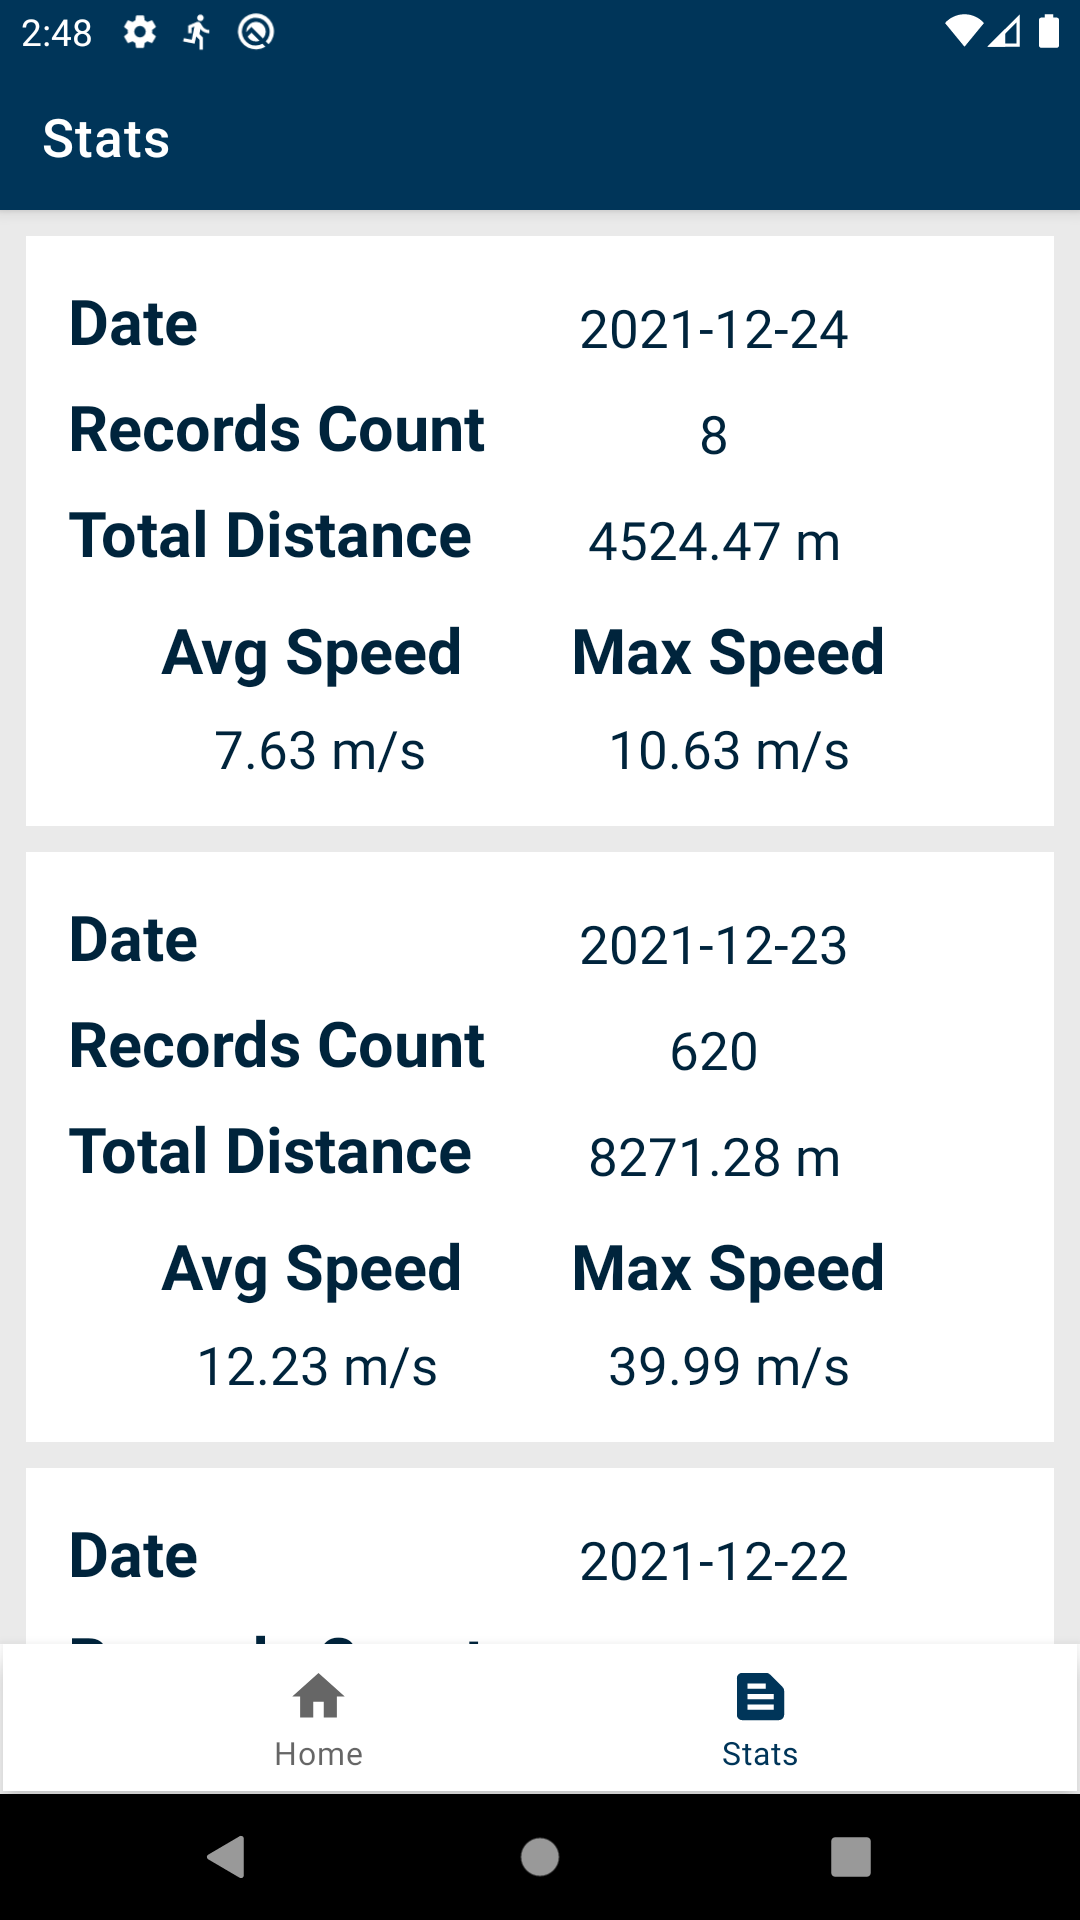 2:48
Stats
Date 2021-12-24
Records Count 8
Total Distance 4524.47 m
Avg Speed Max Speed
7.63 m/s 10.63 m/s
Date 2021-12-23
Records Count 620
Total Distance 8271.28 m
Avg Speed Max Speed
12.23 m/s 39.99 m/s
Date 2021-12-22
Home Stats